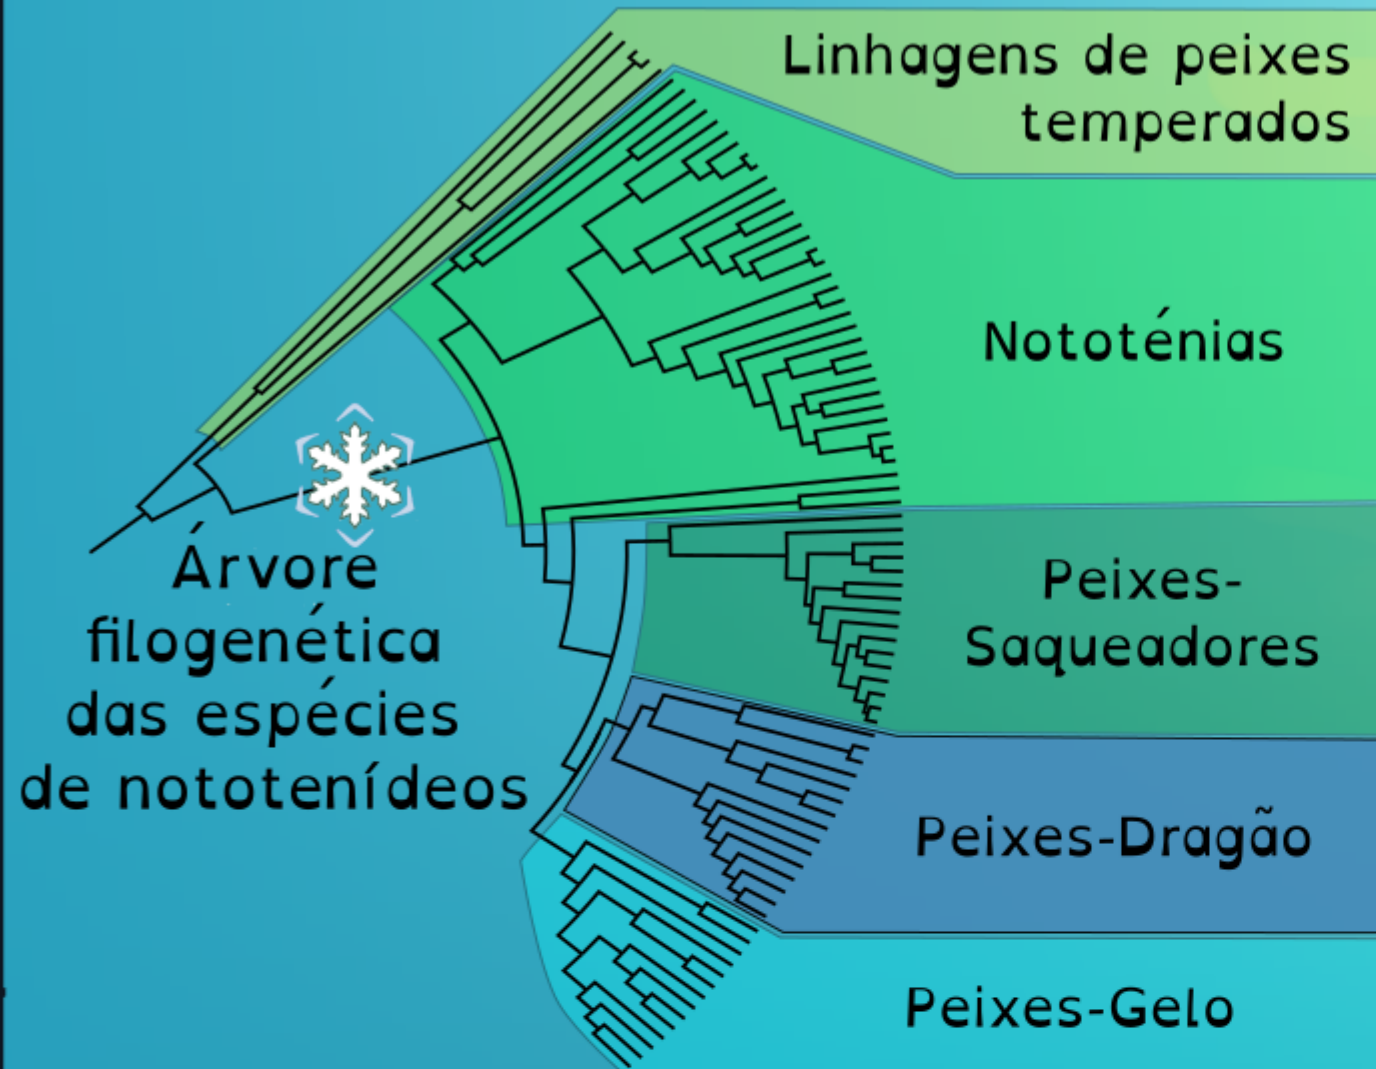 Linhagens de peixes
temperados
Nototénias
Árvore
filogenética
das espécies
de nototenídeos
Peixes-
Saqueadores
Peixes-Dragão
Peixes-Gelo